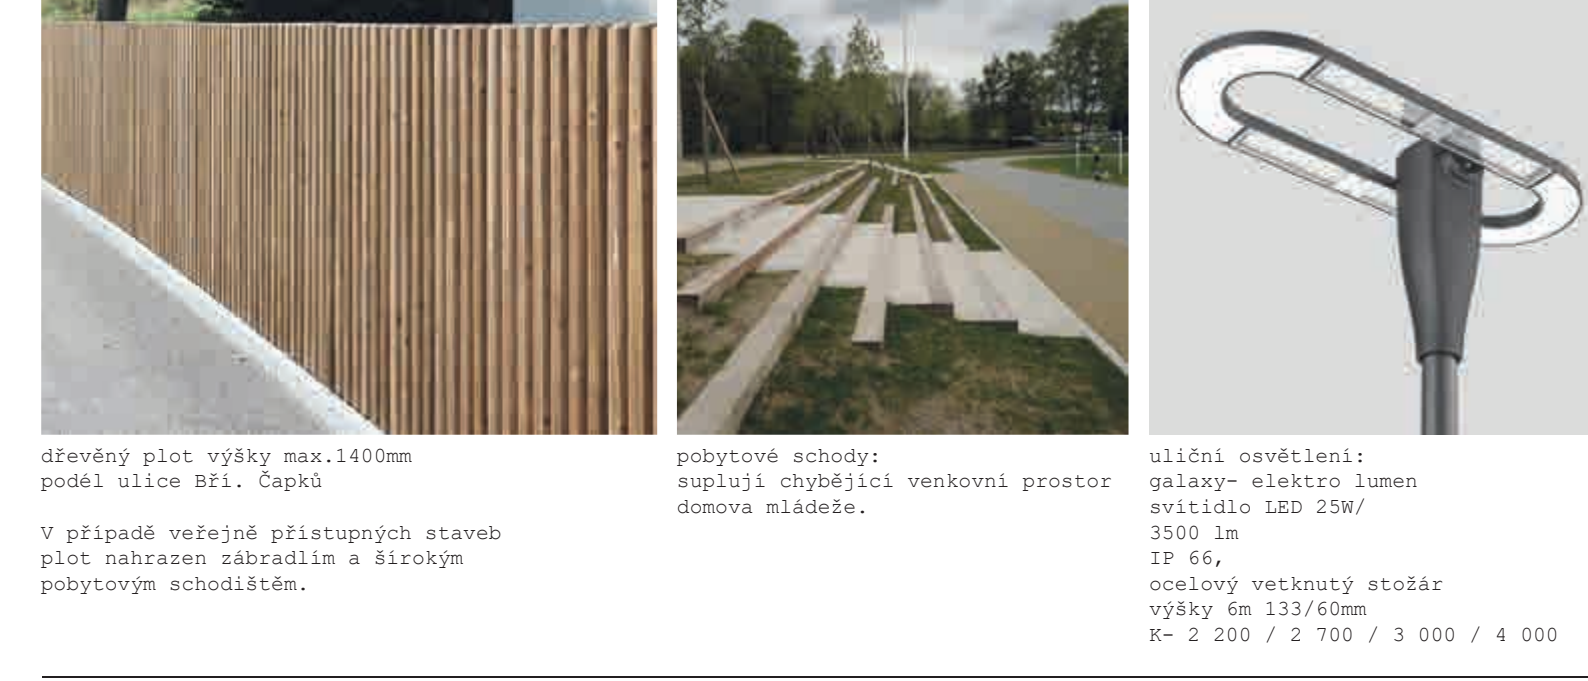 dřevěný plot výšky max.1400mm
podél ulice Bří. Čapků
V případě veřejně přístupných staveb
plot nahrazen zábradlím a šírokým
pobytovým schodištěm.
pobytové schody:
suplují chybějící venkovní prostor
domova mládeže.
uliční osvětlení:
galaxy- elektro lumen
svítidlo LED 25W/
3500 lm
IP 66,
ocelový vetknutý stožár
výšky 6m 133/60mm
K- 2 200 / 2 700 / 3 000 / 4 000